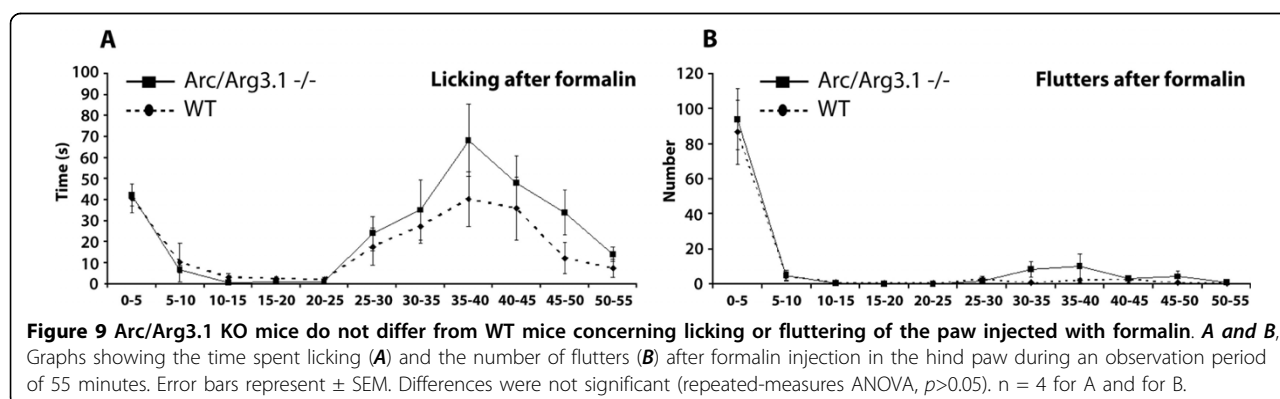 A
Licking after formalin
Arc/Arg3.1 -/-
WT
Time (s)
100
90
80
70
60
50
40
30
20
10
0
0-5 5-10 10-15 15-20 20-25 25-30 30-35 35-40 40-45 45-50 50-55
B
Flutters after formalin
Arc/Arg3.1 -/-
WT
Number
120
100
80
60
40
20
0
0-5 5-10 10-15 15-20 20-25 25-30 30-35 35-40 40-45 45-50 50-55
Figure 9 Arc/Arg3.1 KO mice do not differ from WT mice concerning licking or fluttering of the paw injected with formalin. A and B,
Graphs showing the time spent licking (A) and the number of flutters (B) after formalin injection in the hind paw during an observation period
of 55 minutes. Error bars represent ± SEM. Differences were not significant (repeated-measures ANOVA, p>0.05). n = 4 for A and for B.